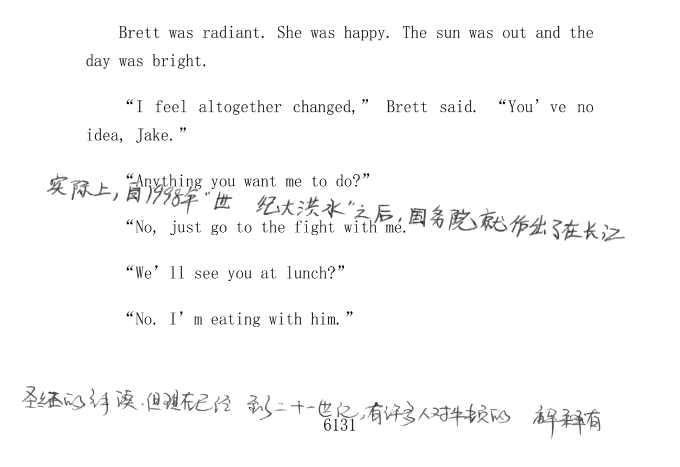 Brett was radiant. She was happy. The sun was out and the
day was bright.
“I feel altogether changed,” Brett said. “You’ve no
idea, Jake.”
“Anything you want me to do?”
实际上，自1998年“世纪大洪水”之后，国务院就作出了在长江
“No, just go to the fight with me.”
“We’ll see you at lunch?”
“No. I’m eating with him.”
圣经的解读.但现在已经到二十一世纪,有许多人对牛顿的解释有
6131